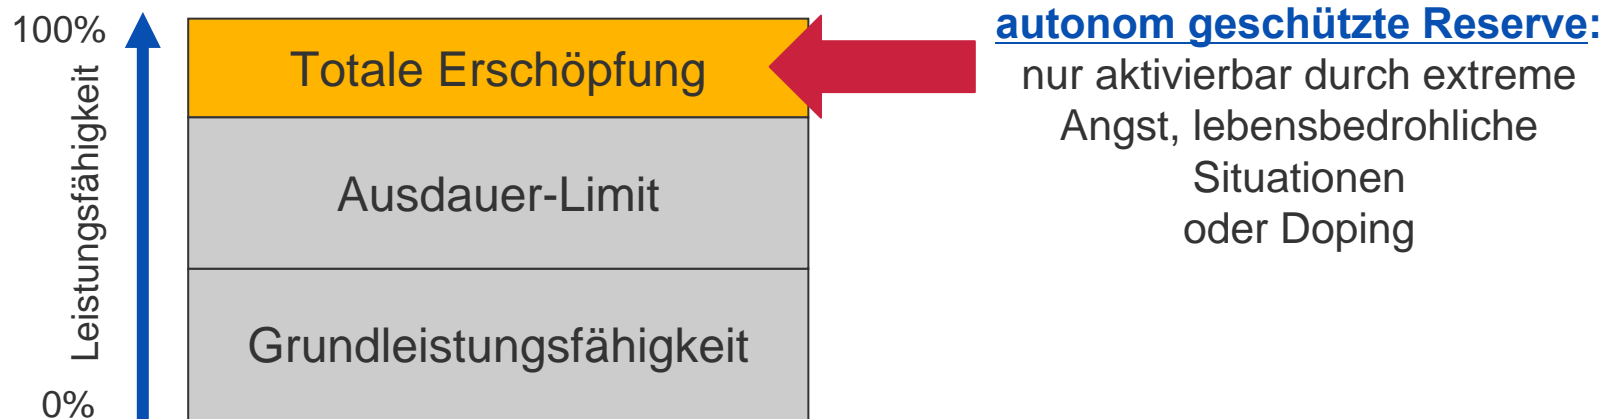 100%
Leistungsfähigkeit
0%
Totale Erschöpfung
Ausdauer-Limit
Grundleistungsfähigkeit
autonom geschützte Reserve:
nur aktivierbar durch extreme
Angst, lebensbedrohliche
Situationen
oder Doping